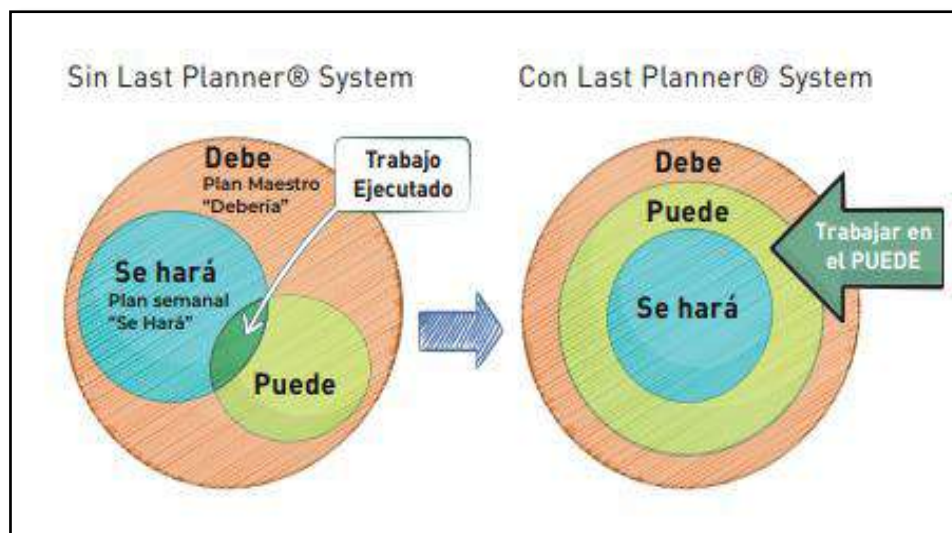 Sin Last Planner® System
Debe
Plan Maestro
"Debería"
Trabajo
Ejecutado
Se hará
Plan semanal
"Se Hará"
Puede
Con Last Planner® System
Debe
Puede
Se hará
Trabajar en
el PUEDE